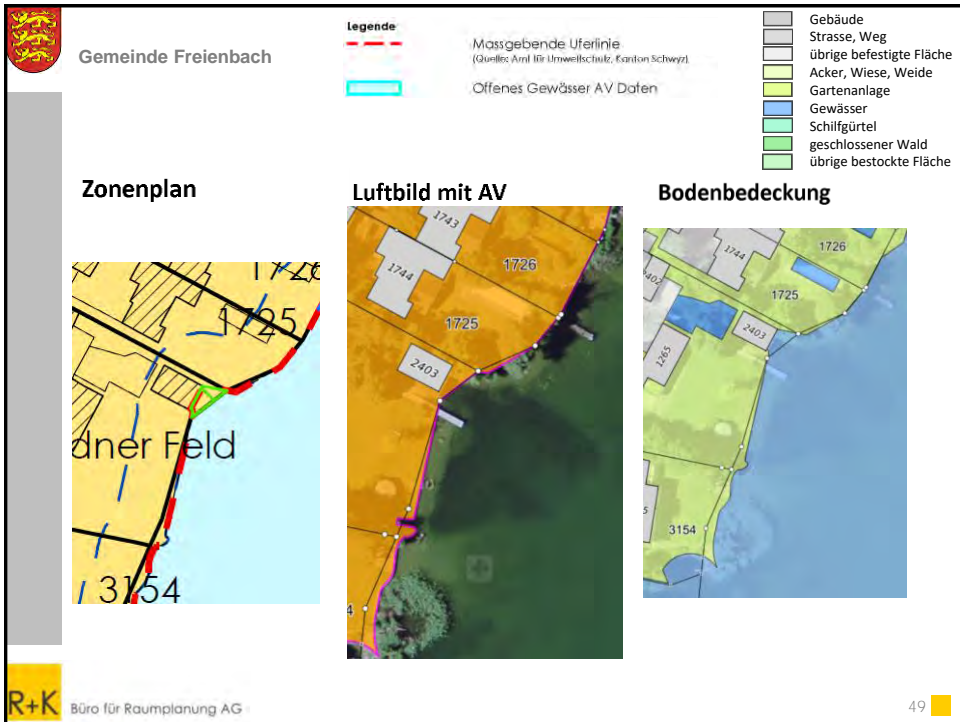 Gemeinde Freienbach
Legende
Massgebende Uferlinie
(Quelle: Amt für Umweltschutz, Kanton Schwyz)
Offenes Gewässer AV Daten
Gebäude
Strasse, Weg
übrige befestigte Fläche
Acker, Wiese, Weide
Gartenanlage
Gewässer
Schilfgürtel
geschlossener Wald
übrige bestockte Fläche
Zonenplan
1725
dner Feld
3154
Luftbild mit AV
1743
1744
1726
1725
2403
4
Bodenbedeckung
1726
1744
2402
1725
2403
1265
5
3154
R+K Büro für Raumplanung AG
49